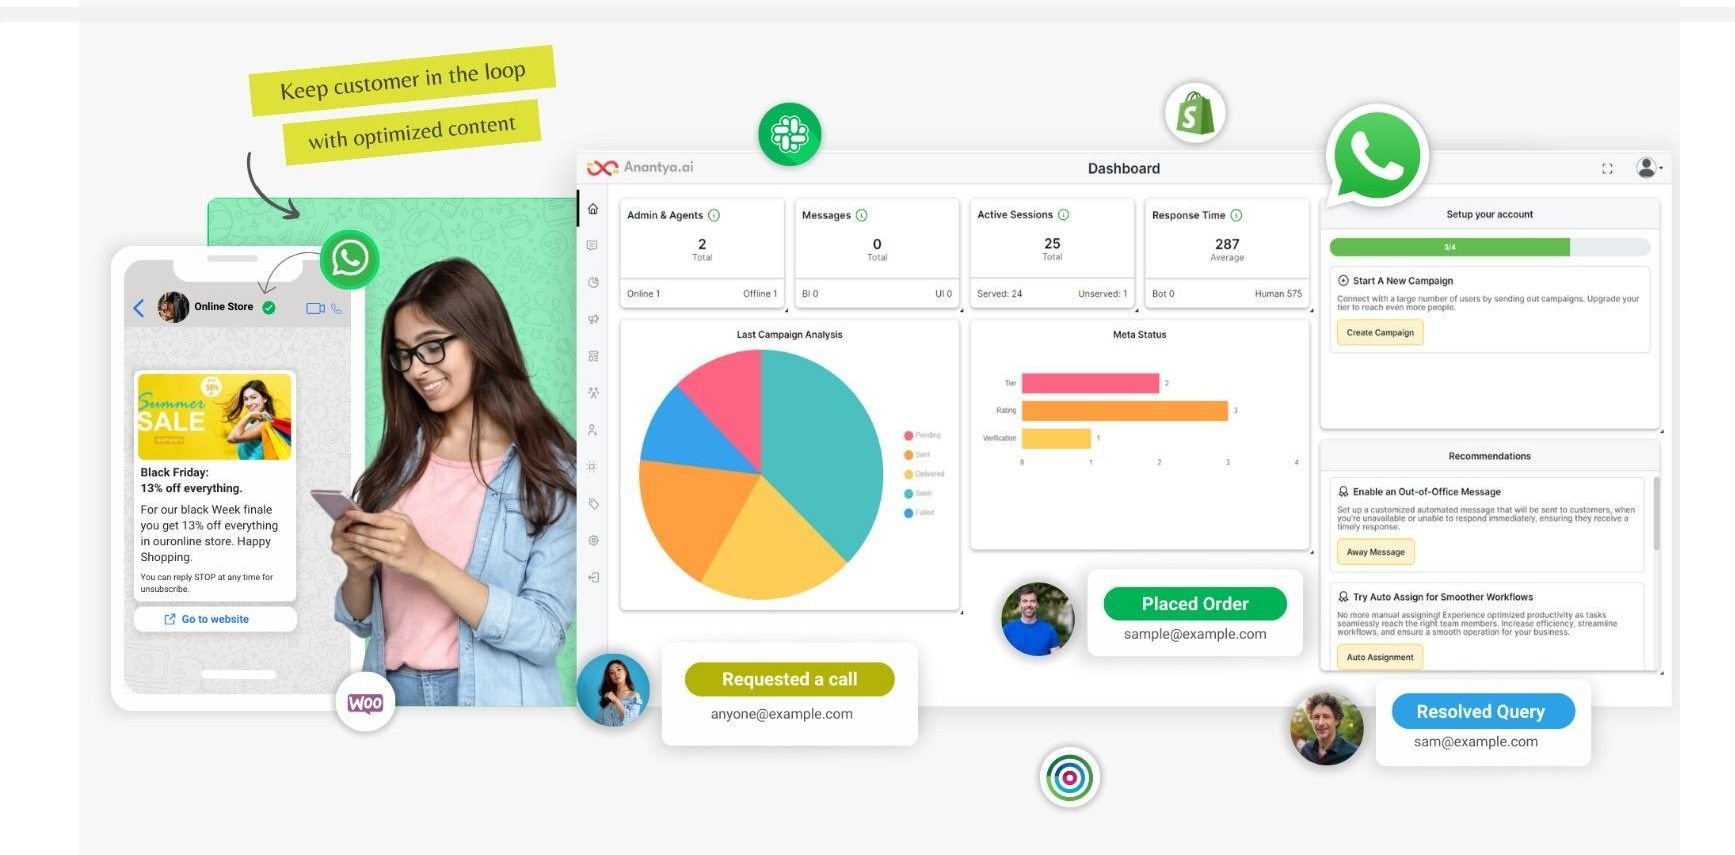 Keep customer in the loop
with optimized content
Online Store
Summer
50%
SALE
Black Friday:
13% off everything.
For our black Week finale
you get 13% off everything
in ouronline store. Happy
Shopping.
You can reply STOP at any time for
unsubscribe.
Go to website
Woo
Anantya.ai
Dashboard
Admin & Agents
2
Total
Online 1
Offline 1
Messages
0
Total
BI 0
UI 0
Active Sessions
25
Total
Served: 24
Unserved: 1
Response Time
287
Average
Bot 0
Human 575
Last Campaign Analysis
Pending
Sent
Delivered
Seen
Failed
Meta Status
Tier
2
Rating
3
Verification
1
0
1
2
3
4
Setup your account
3/4
Start A New Campaign
Connect with a large number of users by sending out campaigns. Upgrade your
tier to reach even more people.
Create Campaign
Recommendations
Enable an Out-of-Office Message
Set up a customized automated message that will be sent to customers, when
you're unavailable or unable to respond immediately, ensuring they receive a
timely response.
Away Message
Try Auto Assign for Smoother Workflows
No more manual assigning! Experience optimized productivity as tasks
seamlessly reach the right team members. Increase efficiency, streamline
workflows, and ensure a smooth operation for your business.
Auto Assignment
Placed Order
sample@example.com
Requested a call
anyone@example.com
Resolved Query
sam@example.com